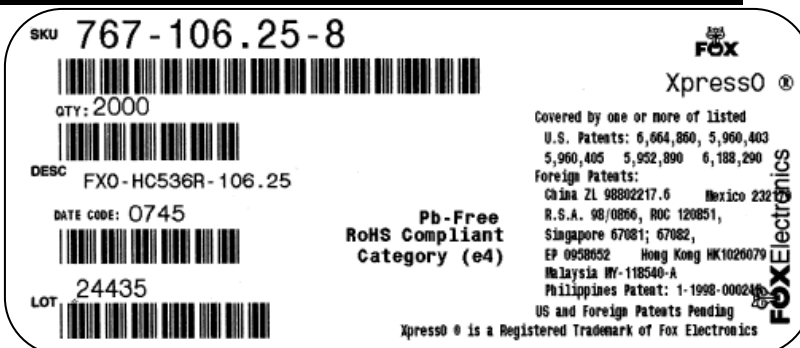 SKU 767-106.25-8
QTY: 2000
DESC FXO-HC536R-106.25
DATE CODE: 0745
LOT 24435
Pb-Free
RoHS Compliant
Category (e4)
FOX
XpressO ®
Covered by one or more of listed
U.S. Patents: 6,664,860, 5,960,403
5,960,405 5,952,890 6,188,290
Foreign Patents:
China ZL 98802217.6 Mexico
R.S.A. 98/0866, ROC 120851,
Singapore 67081; 67082,
EP 0958652 Hong Kong HK1026079
Malaysia MY-118540-A
Philippines Patent:
US and Foreign Patents Pending
XpressO ® is a Registered Trademark of Fox Electronics
FOXElectronics